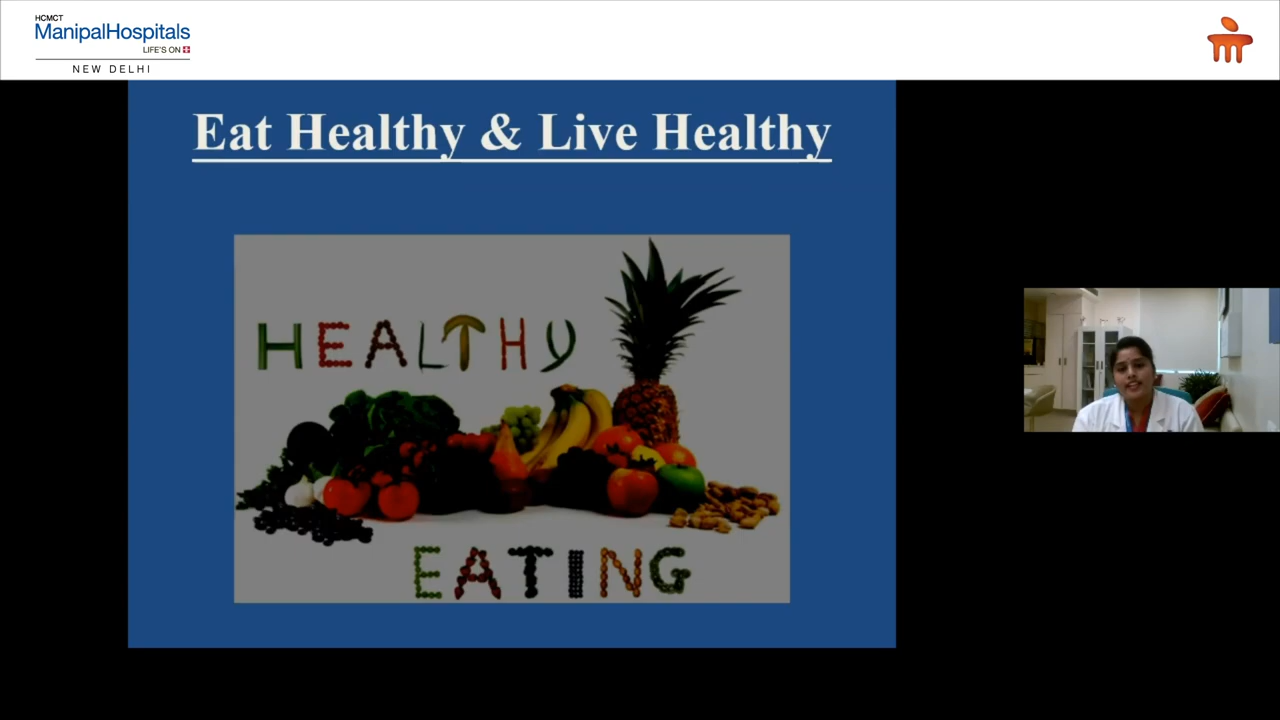 HCMCT
ManipalHospitals
LIFE'S ON
NEW DELHI
Eat Healthy & Live Healthy
HEALTHY
EATING